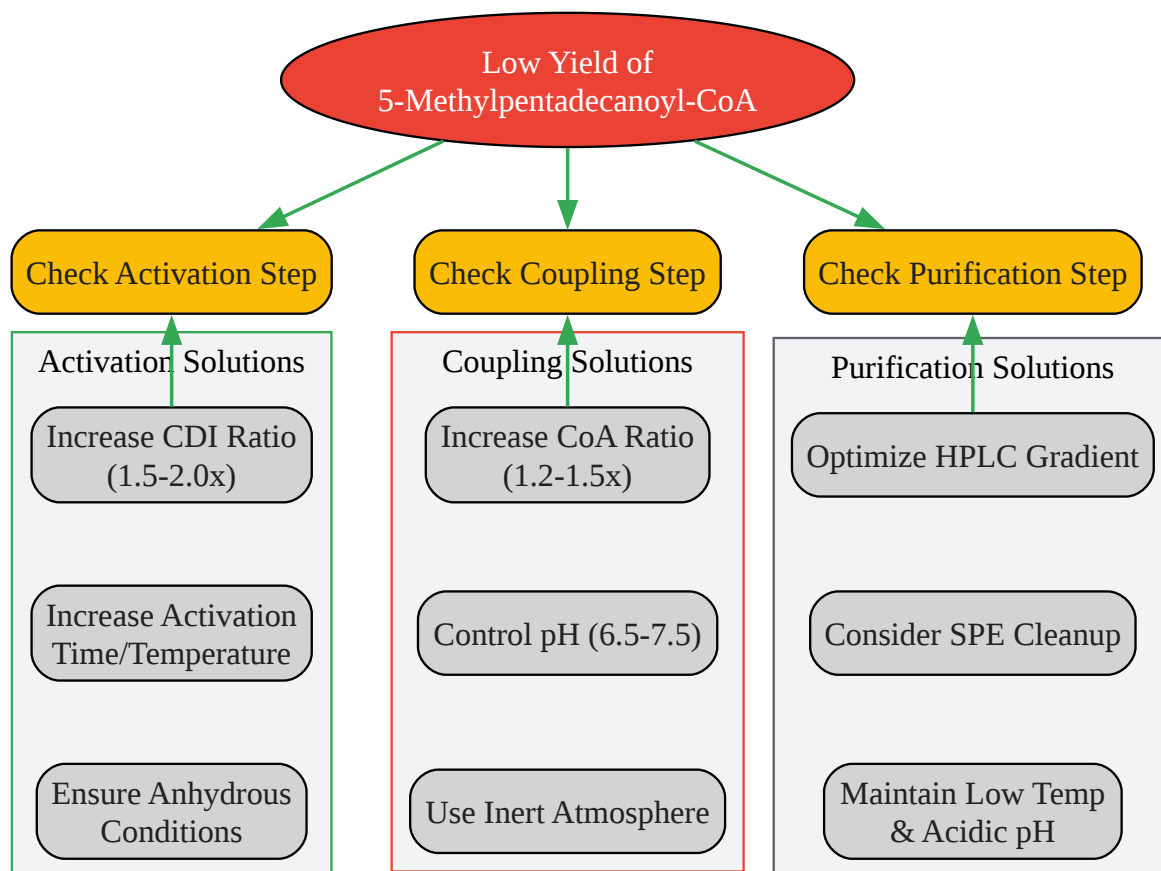 Low Yield of
5-Methylpentadecanoyl-CoA
Check Activation Step
Check Coupling Step
Check Purification Step
Activation Solutions
Increase CDI Ratio
(1.5-2.0x)
Increase Activation
Time/Temperature
Ensure Anhydrous
Conditions
Coupling Solutions
Increase CoA Ratio
(1.2-1.5x)
Control pH (6.5-7.5)
Use Inert Atmosphere
Purification Solutions
Optimize HPLC Gradient
Consider SPE Cleanup
Maintain Low Temp
& Acidic pH